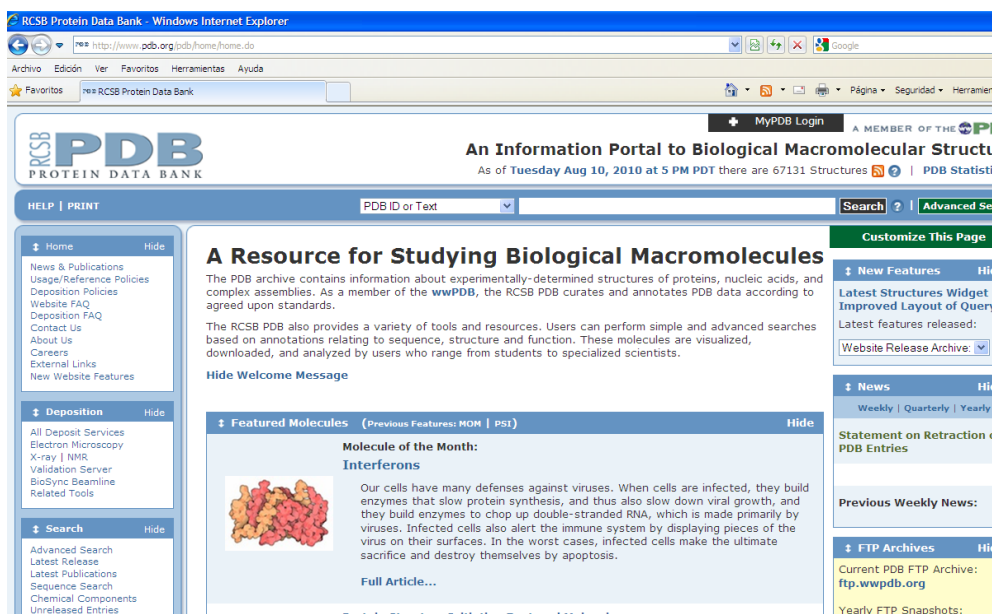 RCSB Protein Data Bank - Windows Internet Explorer
http://www.pdb.org/pdb/home/home.do
Google
Archivo Edición Ver Favoritos Herramientas Ayuda
Favoritos RCSB Protein Data Bank Página Seguridad
MyPDB Login
A MEMBER OF THE
RCSB PDB
PROTEIN DATA BANK
An Information Portal to Biological Macromolecular
As of Tuesday Aug 10, 2010 at 5 PM PDT there are 67131 Structures ? | PDB
HELP | PRINT
PDB ID or Text
Search ? | Advanced
Home Hide
News & Publications
Usage/Reference Policies
Deposition Policies
Website FAQ
Deposition FAQ
Contact Us
About Us
Careers
External Links
New Website Features
Deposition Hide
All Deposit Services
Electron Microscopy
X-ray | NMR
Validation Server
BioSync Beamline
Related Tools
Search Hide
Advanced Search
Latest Release
Latest Publications
Sequence Search
Chemical Components
Unreleased Entries
A Resource for Studying Biological Macromolecules
The PDB archive contains information about experimentally-determined structures of proteins, nucleic acids, and
complex assemblies. As a member of the wwPDB, the RCSB PDB curates and annotates PDB data according to
agreed upon standards.
The RCSB PDB also provides a variety of tools and resources. Users can perform simple and advanced searches
based on annotations relating to sequence, structure and function. These molecules are visualized,
downloaded, and analyzed by users who range from students to specialized scientists.
Hide Welcome Message
Featured Molecules (Previous Features: MOM | PSI) Hide
Molecule of the Month:
Interferons
Our cells have many defenses against viruses. When cells are infected, they build
enzymes that slow protein synthesis, and thus also slow down viral growth, and
they build enzymes to chop up double-stranded RNA, which is made primarily by
viruses. Infected cells also alert the immune system by displaying pieces of the
virus on their surfaces. In the worst cases, infected cells make the ultimate
sacrifice and destroy themselves by apoptosis.
Full Article...
Customize This Page
New Features
Latest Structures Widget
Improved Layout of Query
Latest features released:
Website Release Archive:
News
Weekly | Quarterly | Yearly
Statement on Retraction
PDB Entries
Previous Weekly News:
FTP Archives
Current PDB FTP Archive:
ftp.wwpdb.org
Yearly FTP Snapshots: